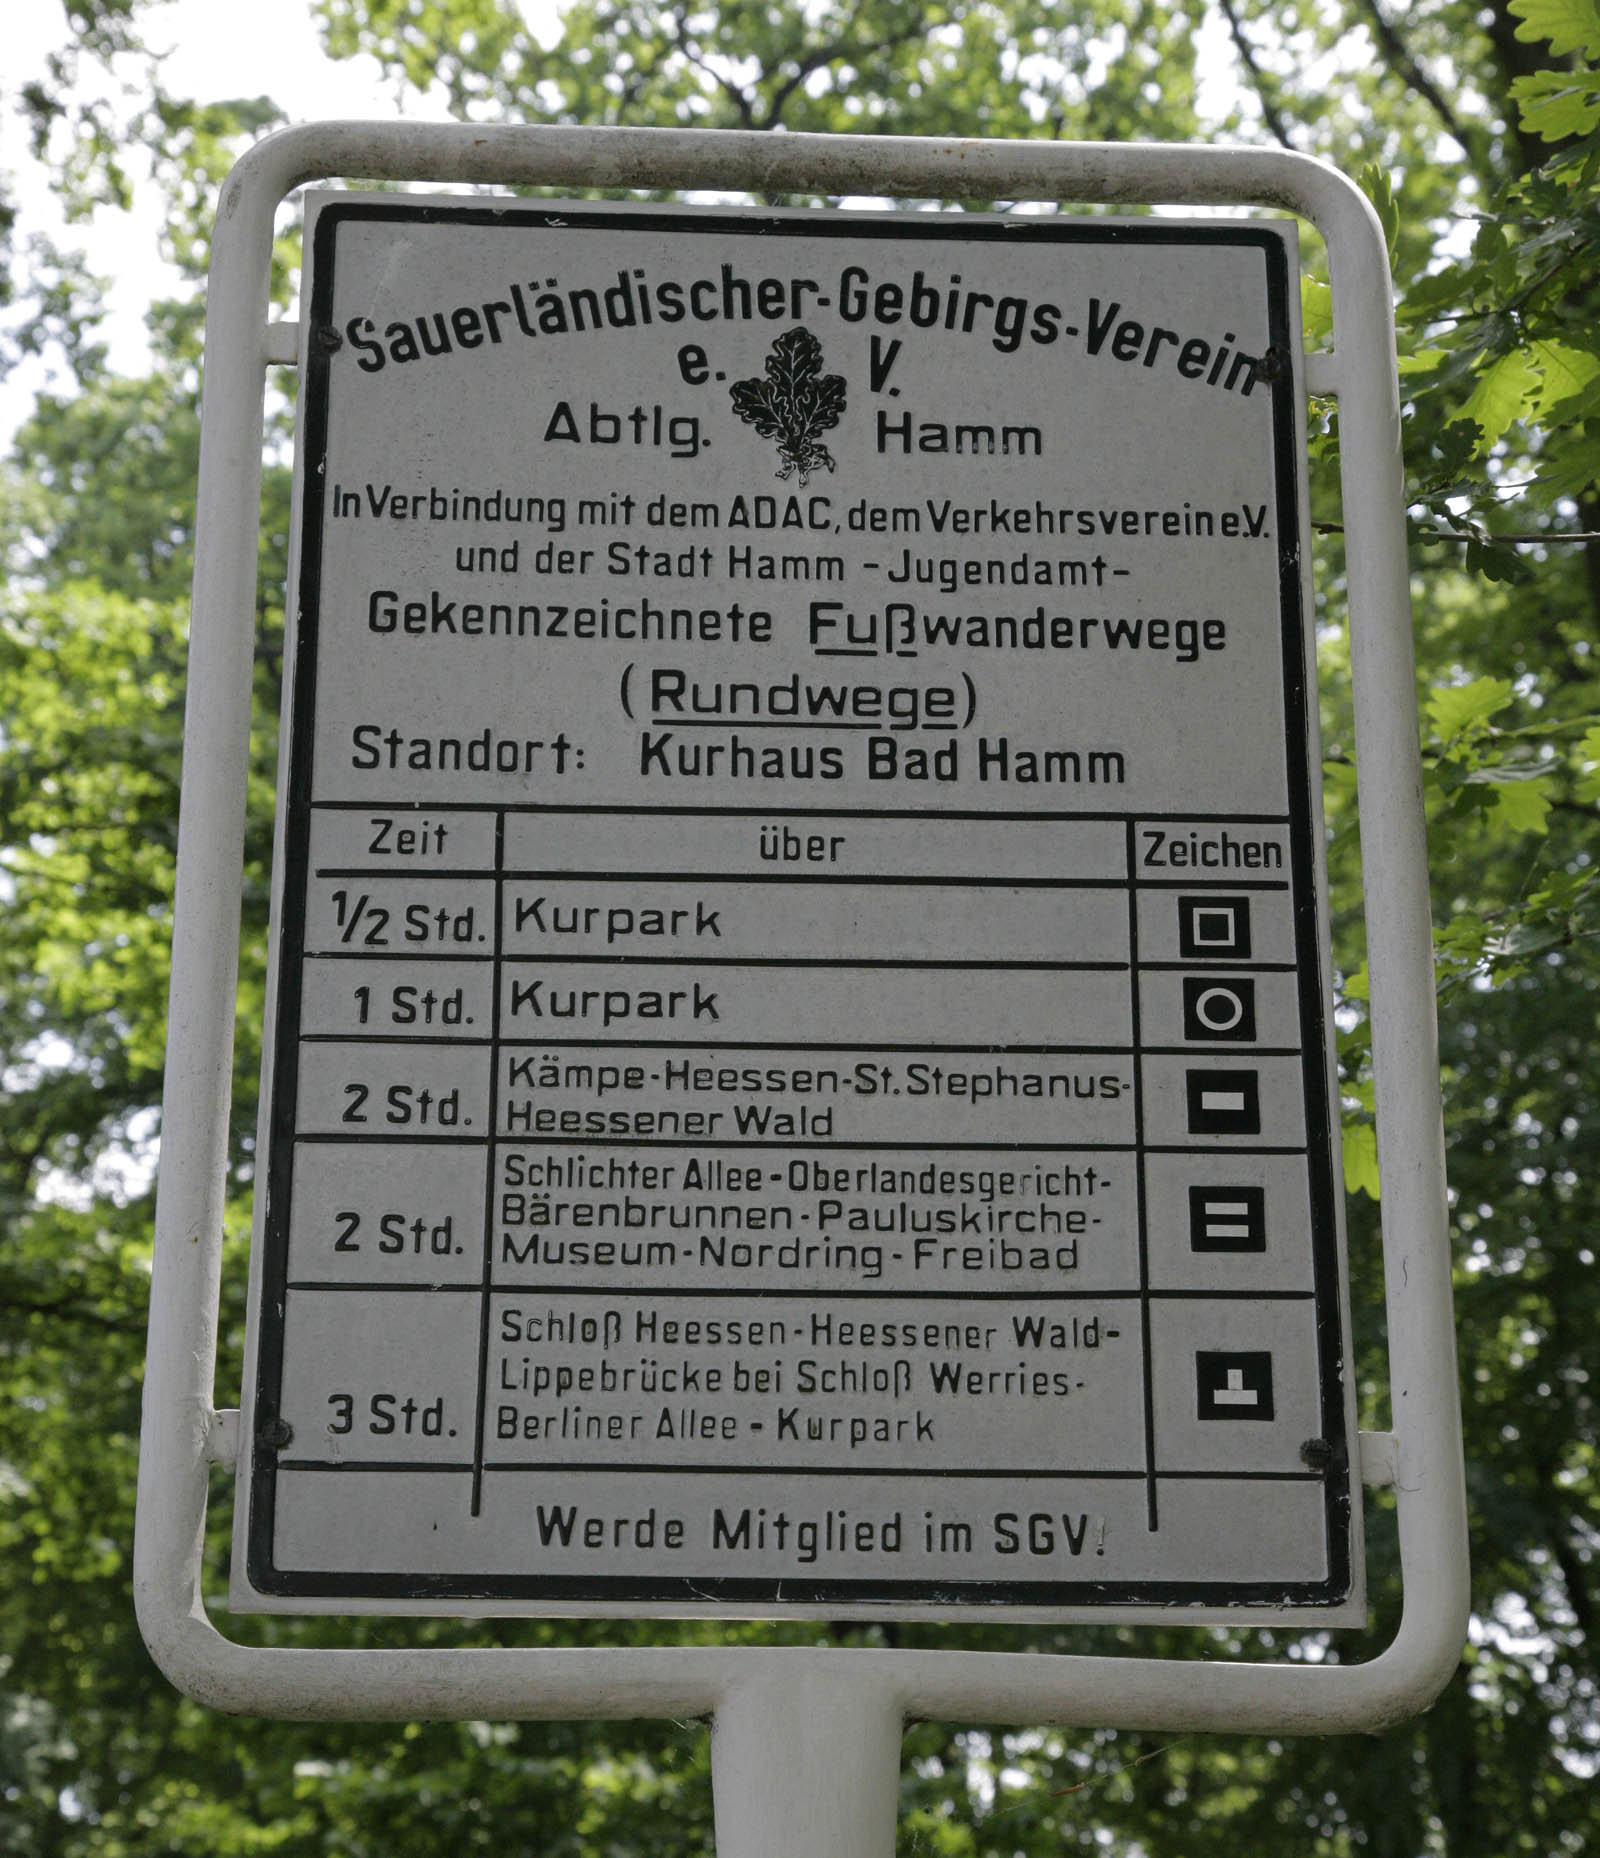 Sauerländischer-Gebirgs-Verein
e. V.
Abtlg. Hamm
In Verbindung mit dem ADAC, dem Verkehrsverein e.V.
und der Stadt Hamm - Jugendamt -
Gekennzeichnete Fußwanderwege
(Rundwege)
Standort: Kurhaus Bad Hamm
Zeit über Zeichen
1/2 Std. Kurpark
1 Std. Kurpark
2 Std. Kämpe-Heessen-St. Stephanus-
Heessener Wald
2 Std. Schlichter Allee-Oberlandesgericht-
Bärenbrunnen-Pauluskirche-
Museum-Nordring-Freibad
3 Std. Schloß Heessen-Heessener Wald-
Lippebrücke bei Schloß Werries-
Berliner Allee - Kurpark
Werde Mitglied im SGV!